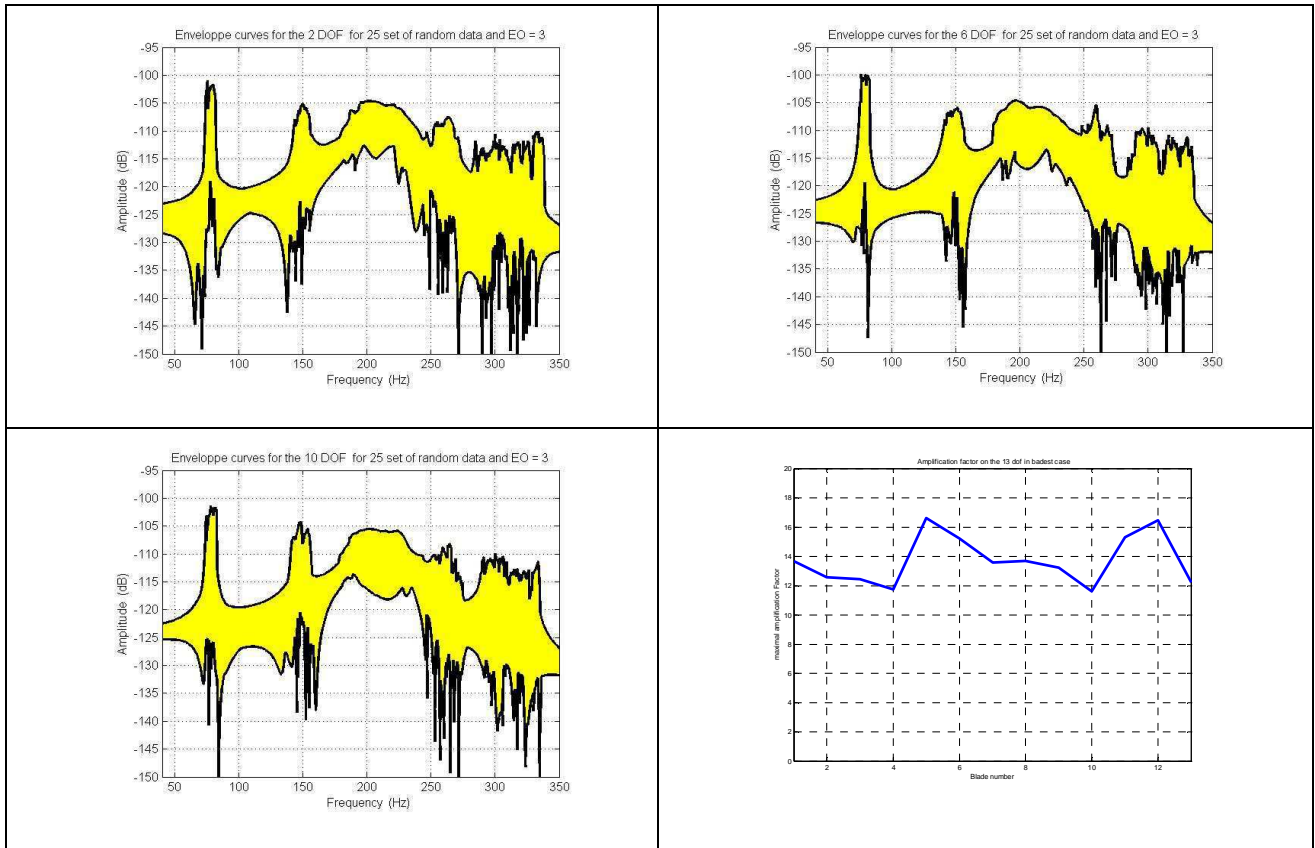 Enveloppe curves for the 2 DOF for 25 set of random data and EO = 3
-95
-100
-105
-110
-115
-120
-125
-130
-135
-140
-145
-150
Amplitude (dB)
50 100 150 200 250 300 350
Frequency (Hz)
Enveloppe curves for the 6 DOF for 25 set of random data and EO = 3
-95
-100
-105
-110
-115
-120
-125
-130
-135
-140
-145
-150
Amplitude (dB)
50 100 150 200 250 300 350
Frequency (Hz)
Enveloppe curves for the 10 DOF for 25 set of random data and EO = 3
-95
-100
-105
-110
-115
-120
-125
-130
-135
-140
-145
-150
Amplitude (dB)
50 100 150 200 250 300 350
Frequency (Hz)
Amplification factor on the 13 dof in badest case
20
18
16
14
12
10
8
6
4
2
0
maximal amplification Factor
2 4 6 8 10 12
Blade number